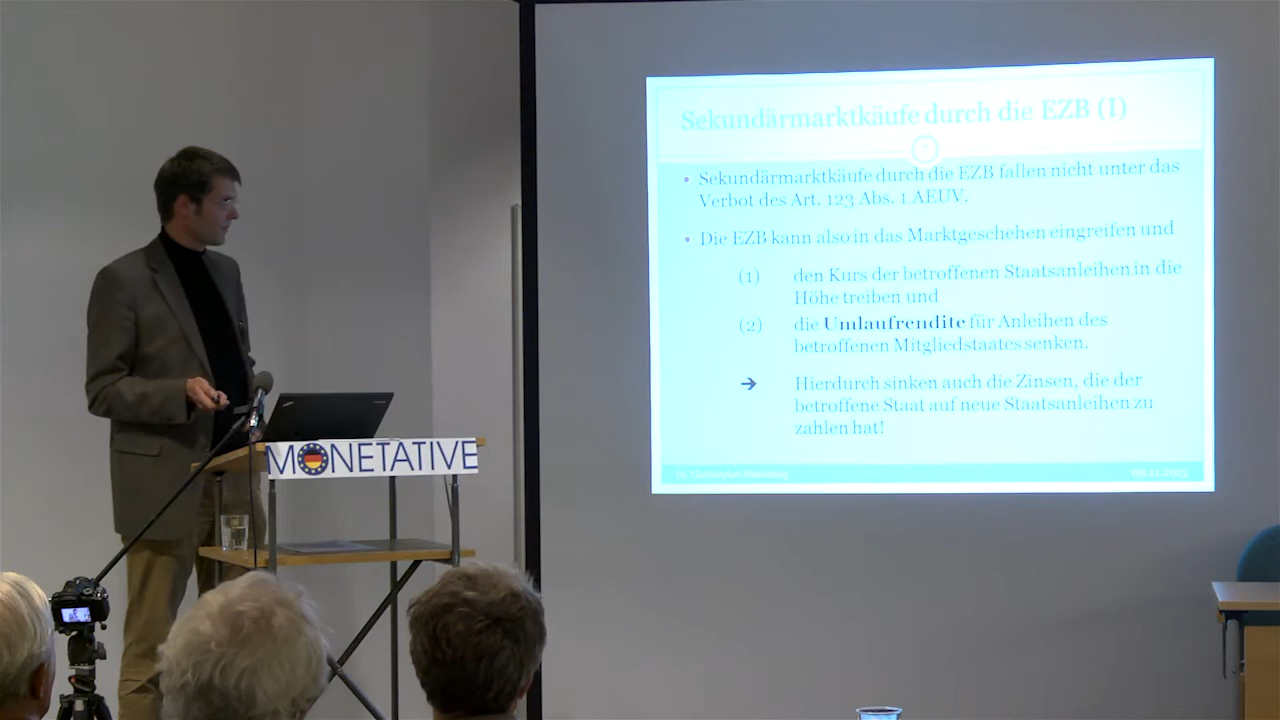 Sekundärmarktkäufe durch die EZB (I)
• Sekundärmarktkäufe durch die EZB fallen nicht unter das
Verbot des Art. 123 Abs. 1 AEUV.
• Die EZB kann also in das Marktgeschehen eingreifen und
(1) den Kurs der betroffenen Staatsanleihen in die
Höhe treiben und
(2) die Umlaufrendite für Anleihen des
betroffenen Mitgliedstaates senken.
➔ Hierdurch sinken auch die Zinsen, die der
betroffene Staat auf neue Staatsanleihen zu
zahlen hat!
Dr. Christoph
MONETATIVE